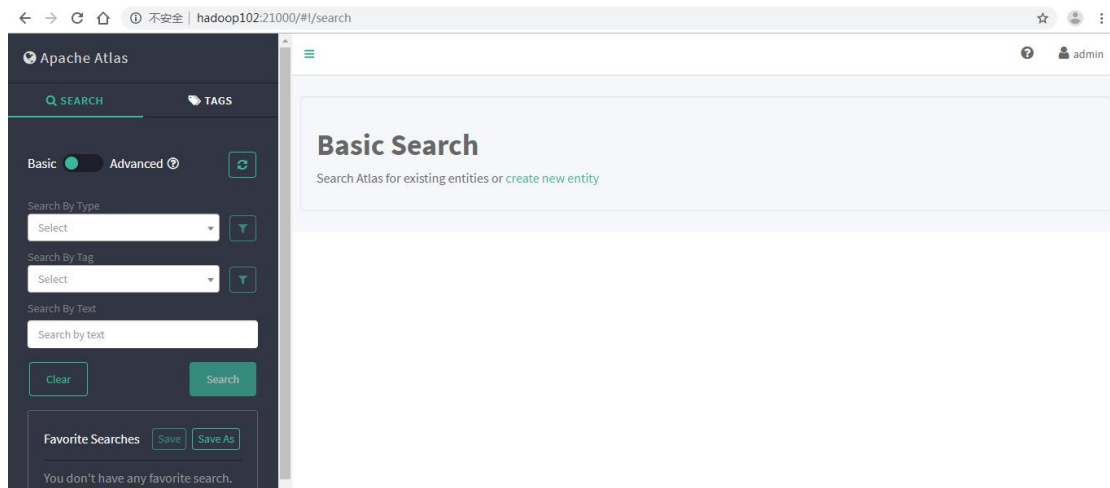 不安全 | hadoop102:21000/#!/search
Apache Atlas
admin
SEARCH TAGS
Basic Search
Basic Advanced
Search Atlas for existing entities or create new entity
Search By Type
Select
Search By Tag
Select
Search By Text
Search by text
Clear Search
Favorite Searches Save Save As
You don't have any favorite search.